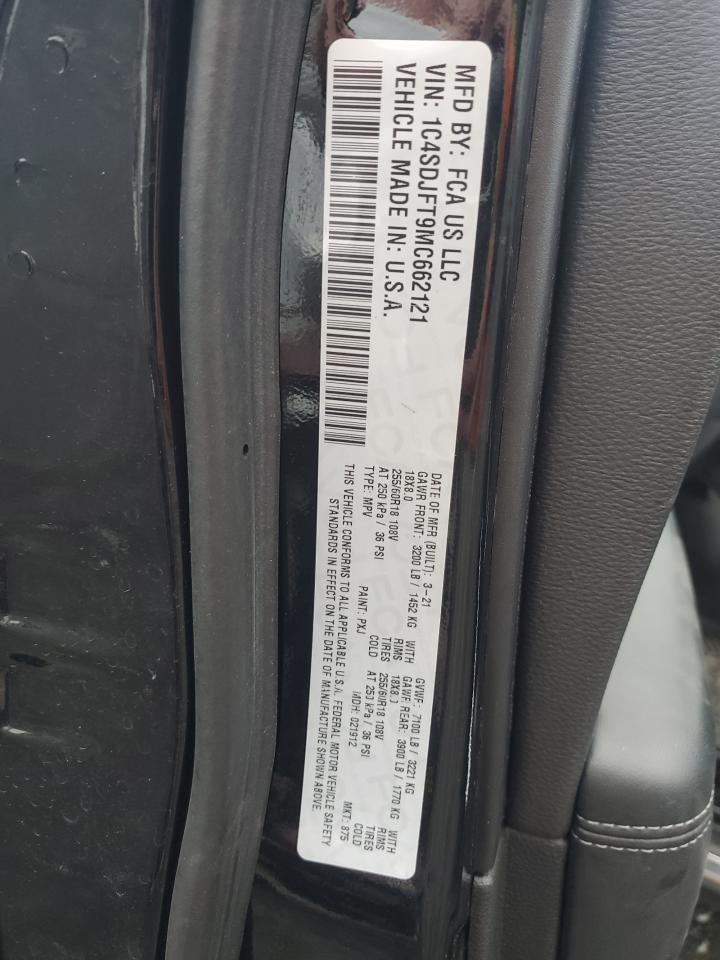 MFD BY: FCA US LLC
VIN: 1C4SDJFT9MC662121
VEHICLE MADE IN: U.S.A.
DATE OF MFR (BUILT): 3-21 GVWR: 7100 LB / 3221 KG
GAWR FRONT: 3200 LB / 1452 KG WITH GAWR REAR: 3900 LB / 1770 KG WITH
18X8.0 RIMS 18X8.0 RIMS
255/60R18 108V TIRES 255/60R18 108V TIRES
AT 250 kPa / 36 PSI COLD AT 250 kPa / 36 PSI COLD
TYPE: MPV PAINT: PXJ MDH: 021912 MKT: 875
THIS VEHICLE CONFORMS TO ALL APPLICABLE U.S.A. FEDERAL MOTOR VEHICLE SAFETY
STANDARDS IN EFFECT ON THE DATE OF MANUFACTURE SHOWN ABOVE.